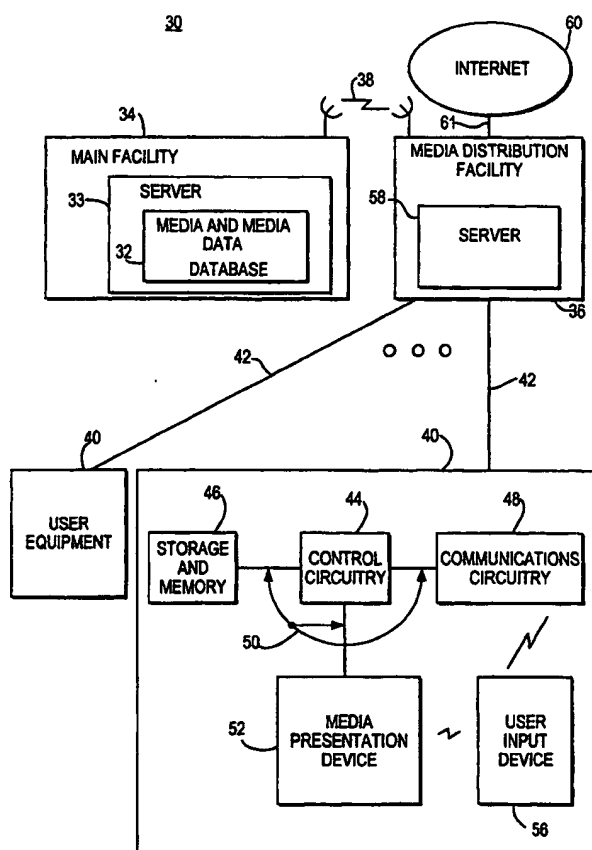 30
60
INTERNET
38
61
34
MAIN FACILITY
33
SERVER
32
MEDIA AND MEDIA
DATA
DATABASE
MEDIA DISTRIBUTION
FACILITY
58
SERVER
36
42
42
40
USER
EQUIPMENT
40
46
STORAGE
AND
MEMORY
44
CONTROL
CIRCUITRY
48
COMMUNICATIONS
CIRCUITRY
50
52
MEDIA
PRESENTATION
DEVICE
USER
INPUT
DEVICE
56